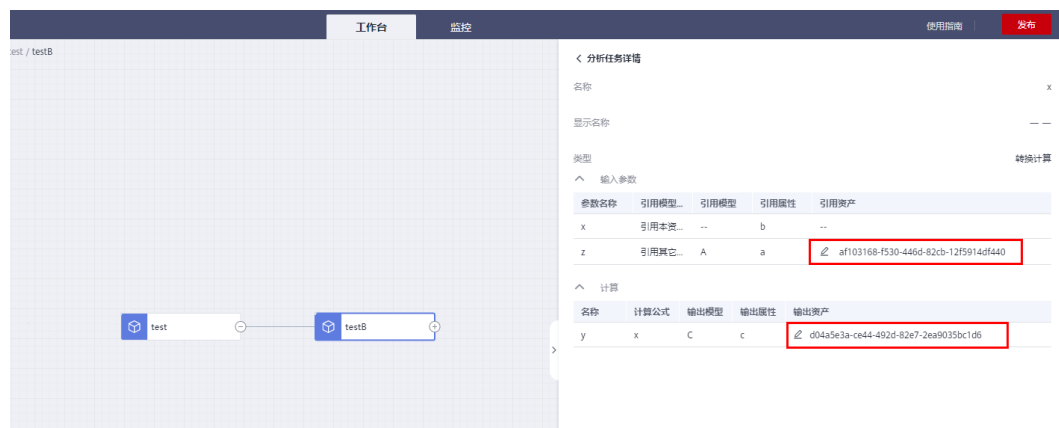 工作台 监控 使用指南 发布
est / testB
分析任务详情
名称 x
显示名称 — —
类型 转换计算
输入参数
参数名称 引用模型... 引用模型 引用属性 引用资产
x 引用本资... -- b --
z 引用其它... A a af103168-f530-446d-82cb-12f5914df440
计算
名称 计算公式 输出模型 输出属性 输出资产
y x C c d04a5e3a-ce44-492d-82e7-2ea9035bc1d6
test testB